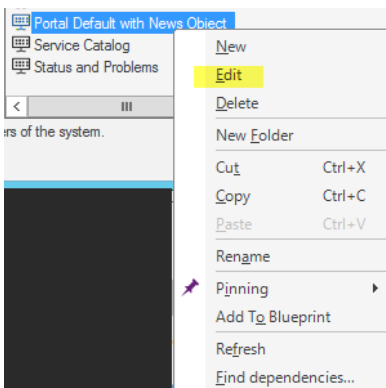 Portal Default with News Object
Service Catalog
Status and Problems
ers of the system.
New
Edit
Delete
New Folder
Cut Ctrl+X
Copy Ctrl+C
Paste Ctrl+V
Rename
Pinning
Add To Blueprint
Refresh
Find dependencies...